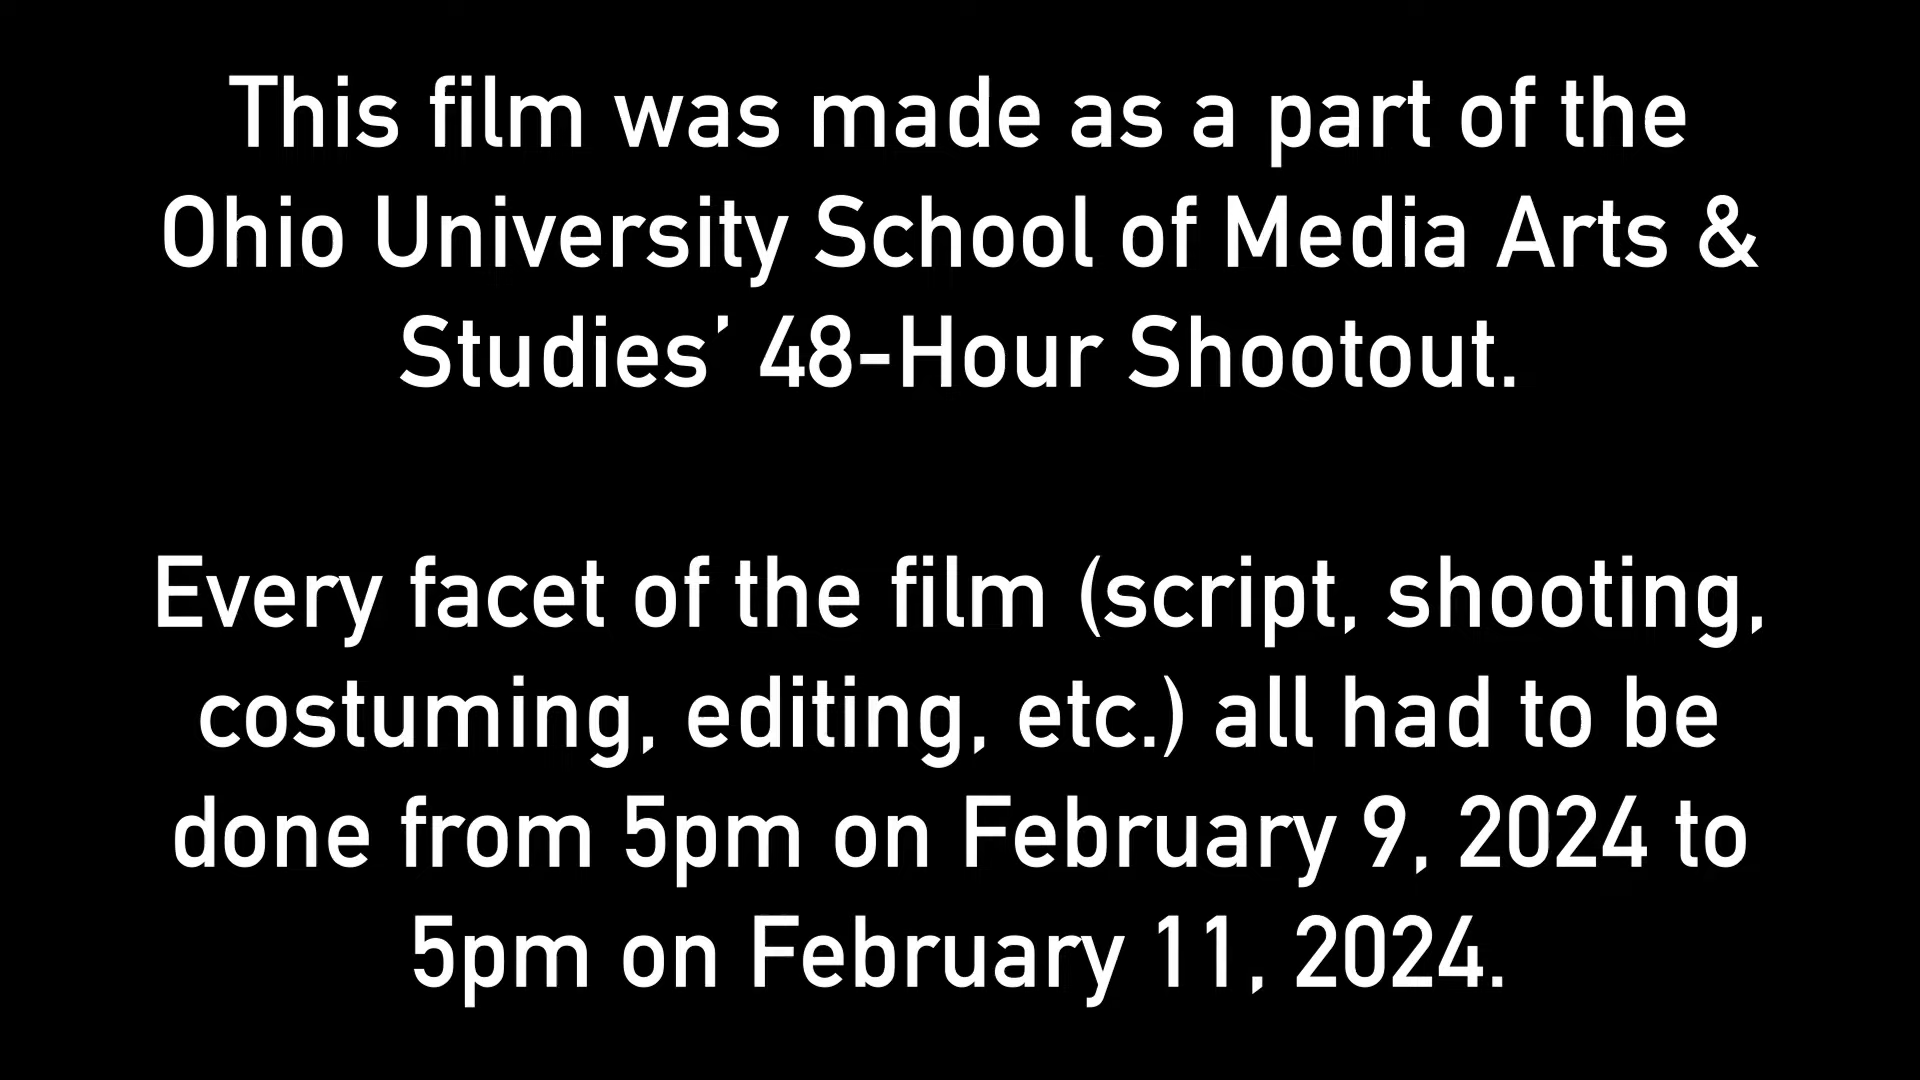 This film was made as a part of the
Ohio University School of Media Arts &
Studies’ 48-Hour Shootout.
Every facet of the film (script, shooting,
costuming, editing, etc.) all had to be
done from 5pm on February 9, 2024 to
5pm on February 11, 2024.